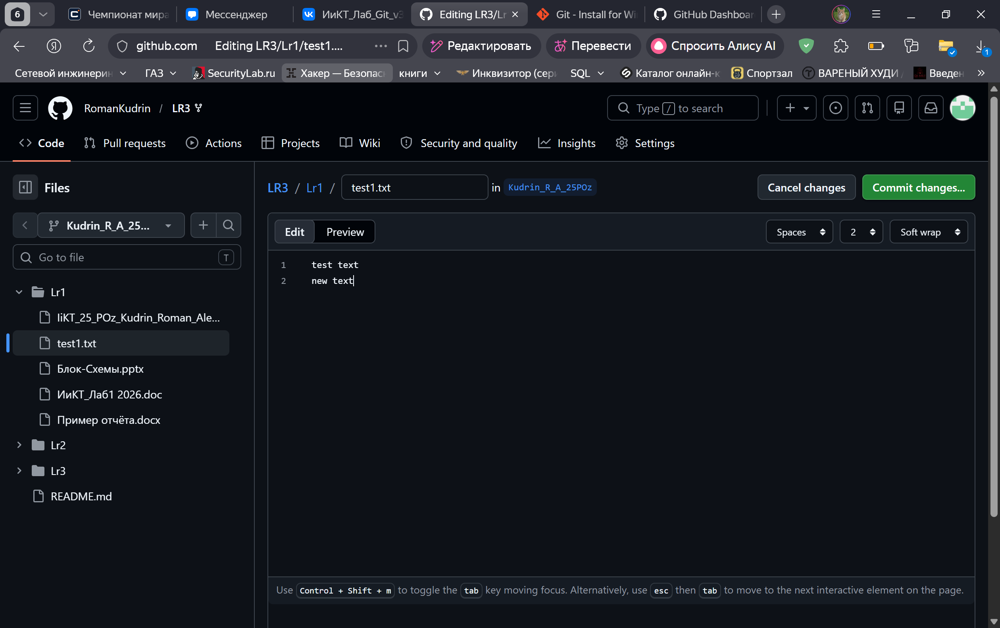 6 Чемпионат мира Мессенджер ИиКТ_Лаб_Git_v3 Editing LR3/Lr Git - Install for Wi GitHub Dashboar
github.com Editing LR3/Lr1/test1.... Редактировать Перевести Спросить Алису AI 1
Сетевой инжинерин ГАЗ SecurityLab.ru Хакер — Безопасн книги Инквизитор (сери SQL Каталог онлайн-к Спортзал ВАРЕНЫЙ ХУДИ / Введен
RomanKudrin / LR3 Type / to search
Code Pull requests Actions Projects Wiki Security and quality Insights Settings
Files
LR3 / Lr1 / test1.txt in Kudrin_R_A_25POz Cancel changes Commit changes...
Kudrin_R_A_25...
Edit Preview Spaces 2 Soft wrap
Go to file T
1 test text
2 new text
Lr1
IiKT_25_POz_Kudrin_Roman_Ale...
test1.txt
Блок-Схемы.pptx
ИиКТ_Лаб1 2026.doc
Пример отчёта.docx
Lr2
Lr3
README.md
Use Control + Shift + m to toggle the tab key moving focus. Alternatively, use esc then tab to move to the next interactive element on the page.